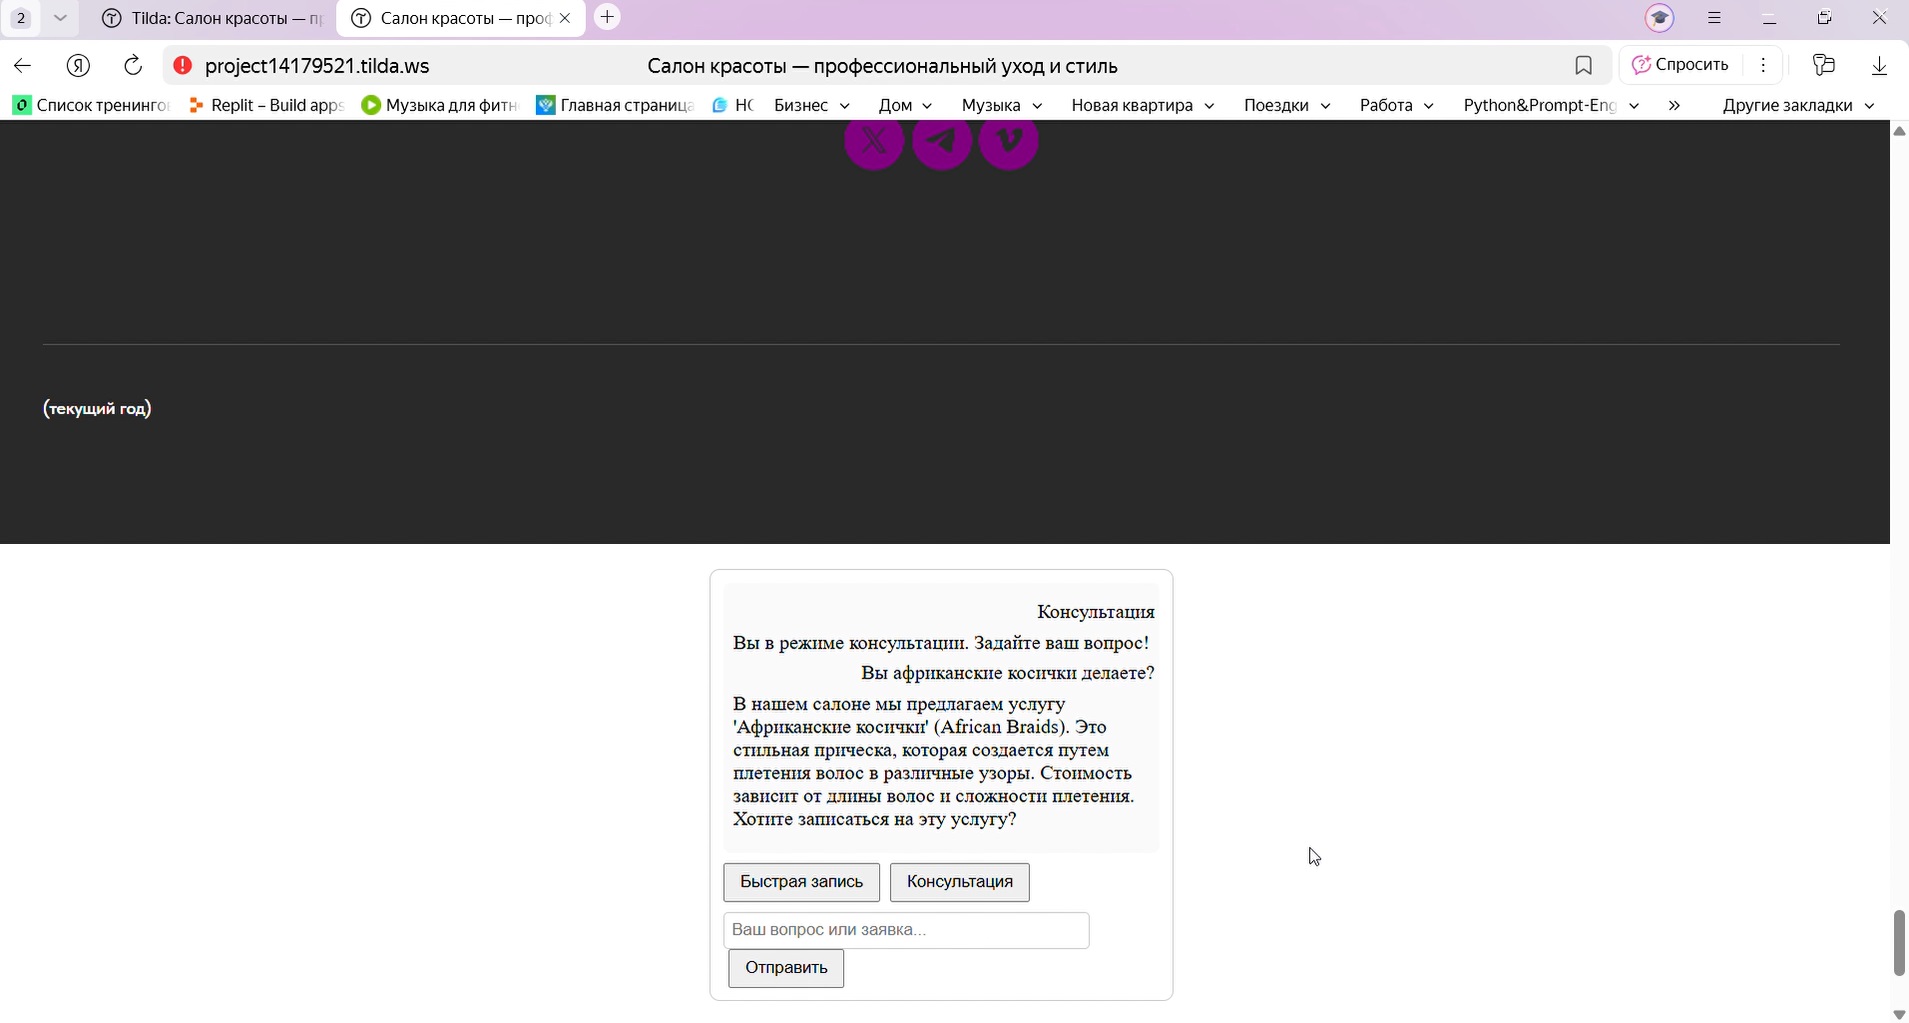 2
Tilda: Салон красоты — п
Салон красоты — проф
project14179521.tilda.ws
Салон красоты — профессиональный уход и стиль
Спросить
Список тренинго
Replit – Build apps
Музыка для фитн
Главная страница
НС
Бизнес
Дом
Музыка
Новая квартира
Поездки
Работа
Python&Prompt-Eng
Другие закладки
(текущий год)
Консультация
Вы в режиме консультации. Задайте ваш вопрос!
Вы африканские косички делаете?
В нашем салоне мы предлагаем услугу
'Африканские косички' (African Braids). Это
стильная прическа, которая создается путем
плетения волос в различные узоры. Стоимость
зависит от длины волос и сложности плетения.
Хотите записаться на эту услугу?
Быстрая запись
Консультация
Ваш вопрос или заявка...
Отправить